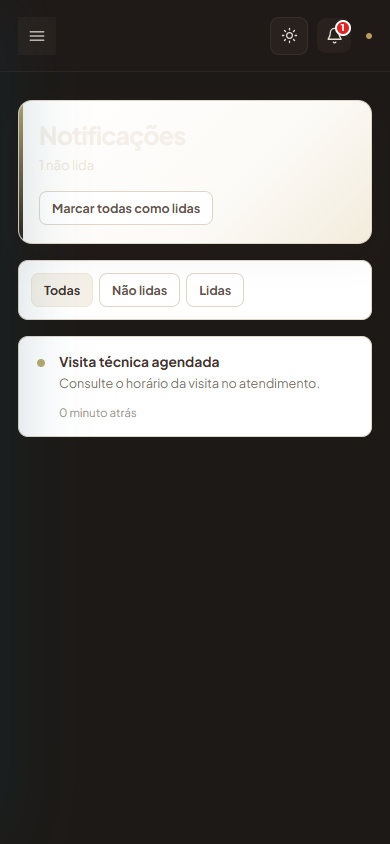 1
Notificações
1 não lida
Marcar todas como lidas
Todas Não lidas Lidas
Visita técnica agendada
Consulte o horário da visita no atendimento.
0 minuto atrás